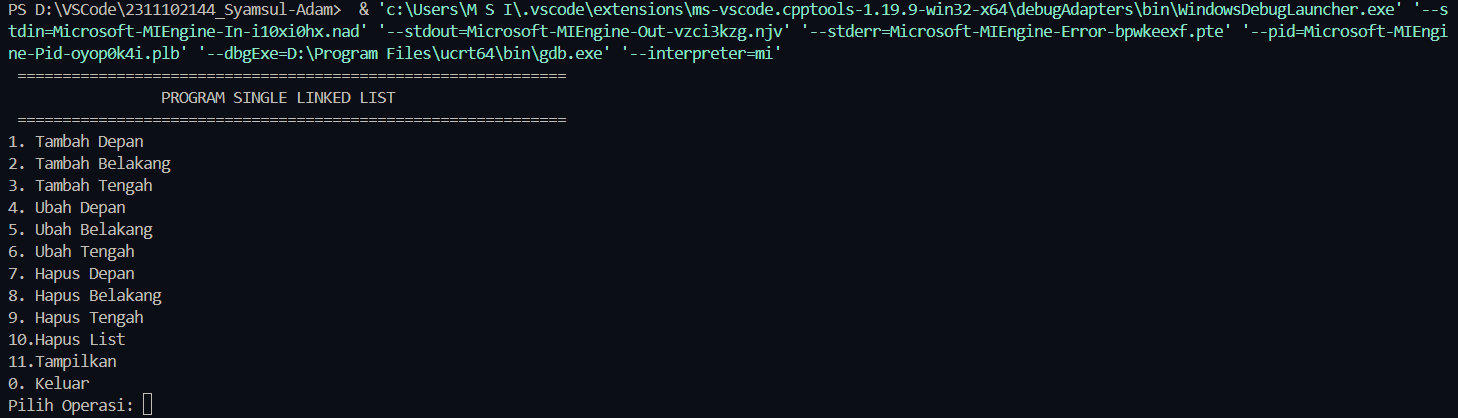 PS D:\VSCode\2311102144_Syamsul-Adam>  & 'c:\Users\M S I\.vscode\extensions\ms-vscode.cpptools-1.19.9-win32-x64\debugAdapters\bin\WindowsDebugLauncher.exe' '--s
tdin=Microsoft-MIEngine-In-i10xi0hx.nad' '--stdout=Microsoft-MIEngine-Out-vzci3kzg.njv' '--stderr=Microsoft-MIEngine-Error-bpwkeexf.pte' '--pid=Microsoft-MIEngi
ne-Pid-oyop0k4i.plb' '--dbgExe=D:\Program Files\ucrt64\bin\gdb.exe' '--interpreter=mi'
=============================================================
PROGRAM SINGLE LINKED LIST
=============================================================
1. Tambah Depan
2. Tambah Belakang
3. Tambah Tengah
4. Ubah Depan
5. Ubah Belakang
6. Ubah Tengah
7. Hapus Depan
8. Hapus Belakang
9. Hapus Tengah
10.Hapus List
11.Tampilkan
0. Keluar
Pilih Operasi: